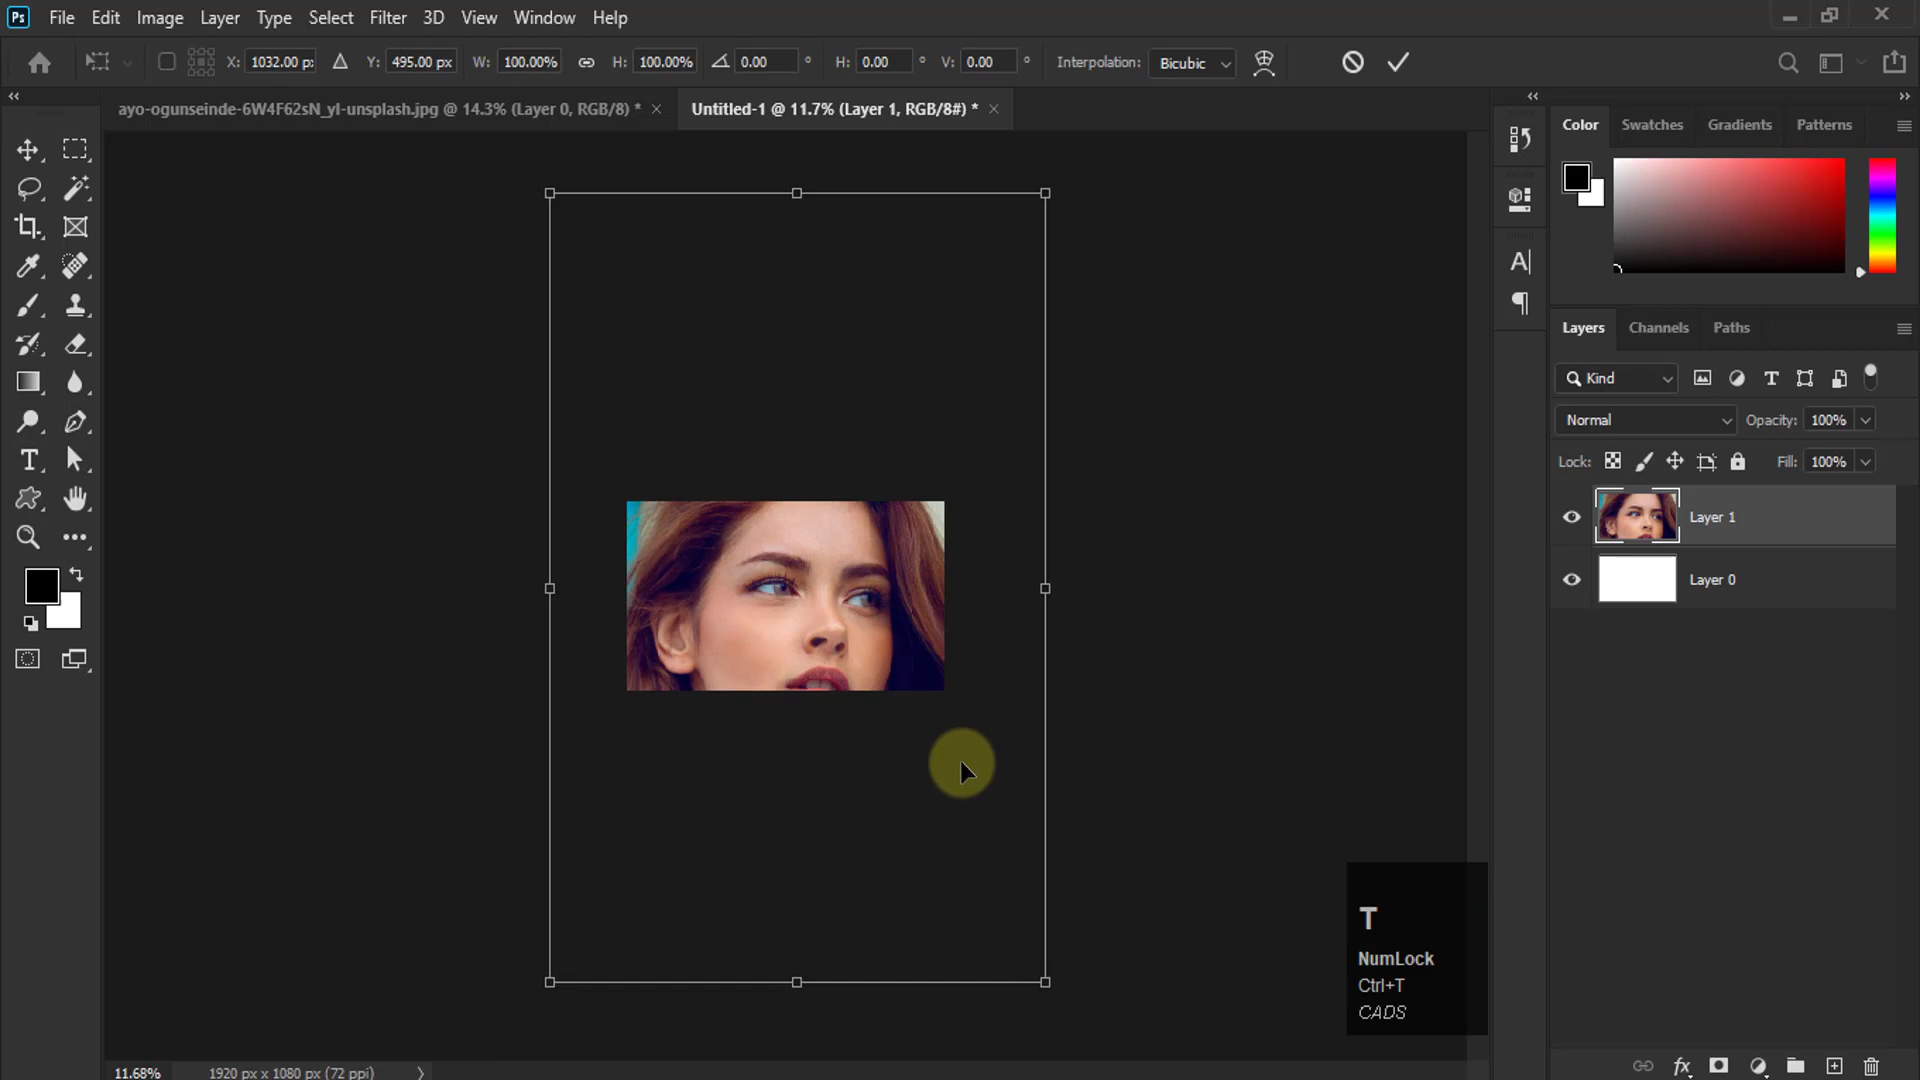 Ps File Edit Image Layer Type Select Filter 3D View Window Help
X: 1032.00 px Y: 495.00 px W: 100.00% H: 100.00% 0.00 ° H: 0.00 ° V: 0.00 ° Interpolation: Bicubic
ayo-ogunseinde-6W4F62sN_yI-unsplash.jpg @ 14.3% (Layer 0, RGB/8) * Untitled-1 @ 11.7% (Layer 1, RGB/8#) *
Color Swatches Gradients Patterns
Layers Channels Paths
Kind
Normal Opacity: 100%
Lock: Fill: 100%
Layer 1
Layer 0
T
NumLock
Ctrl+T
CADS
11.68% 1920 px x 1080 px (72 ppi)